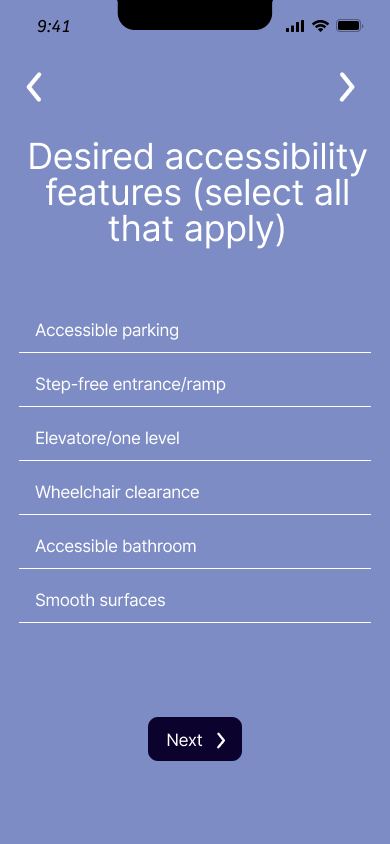 9:41
Desired accessibility
features (select all
that apply)
Accessible parking
Step-free entrance/ramp
Elevatore/one level
Wheelchair clearance
Accessible bathroom
Smooth surfaces
Next